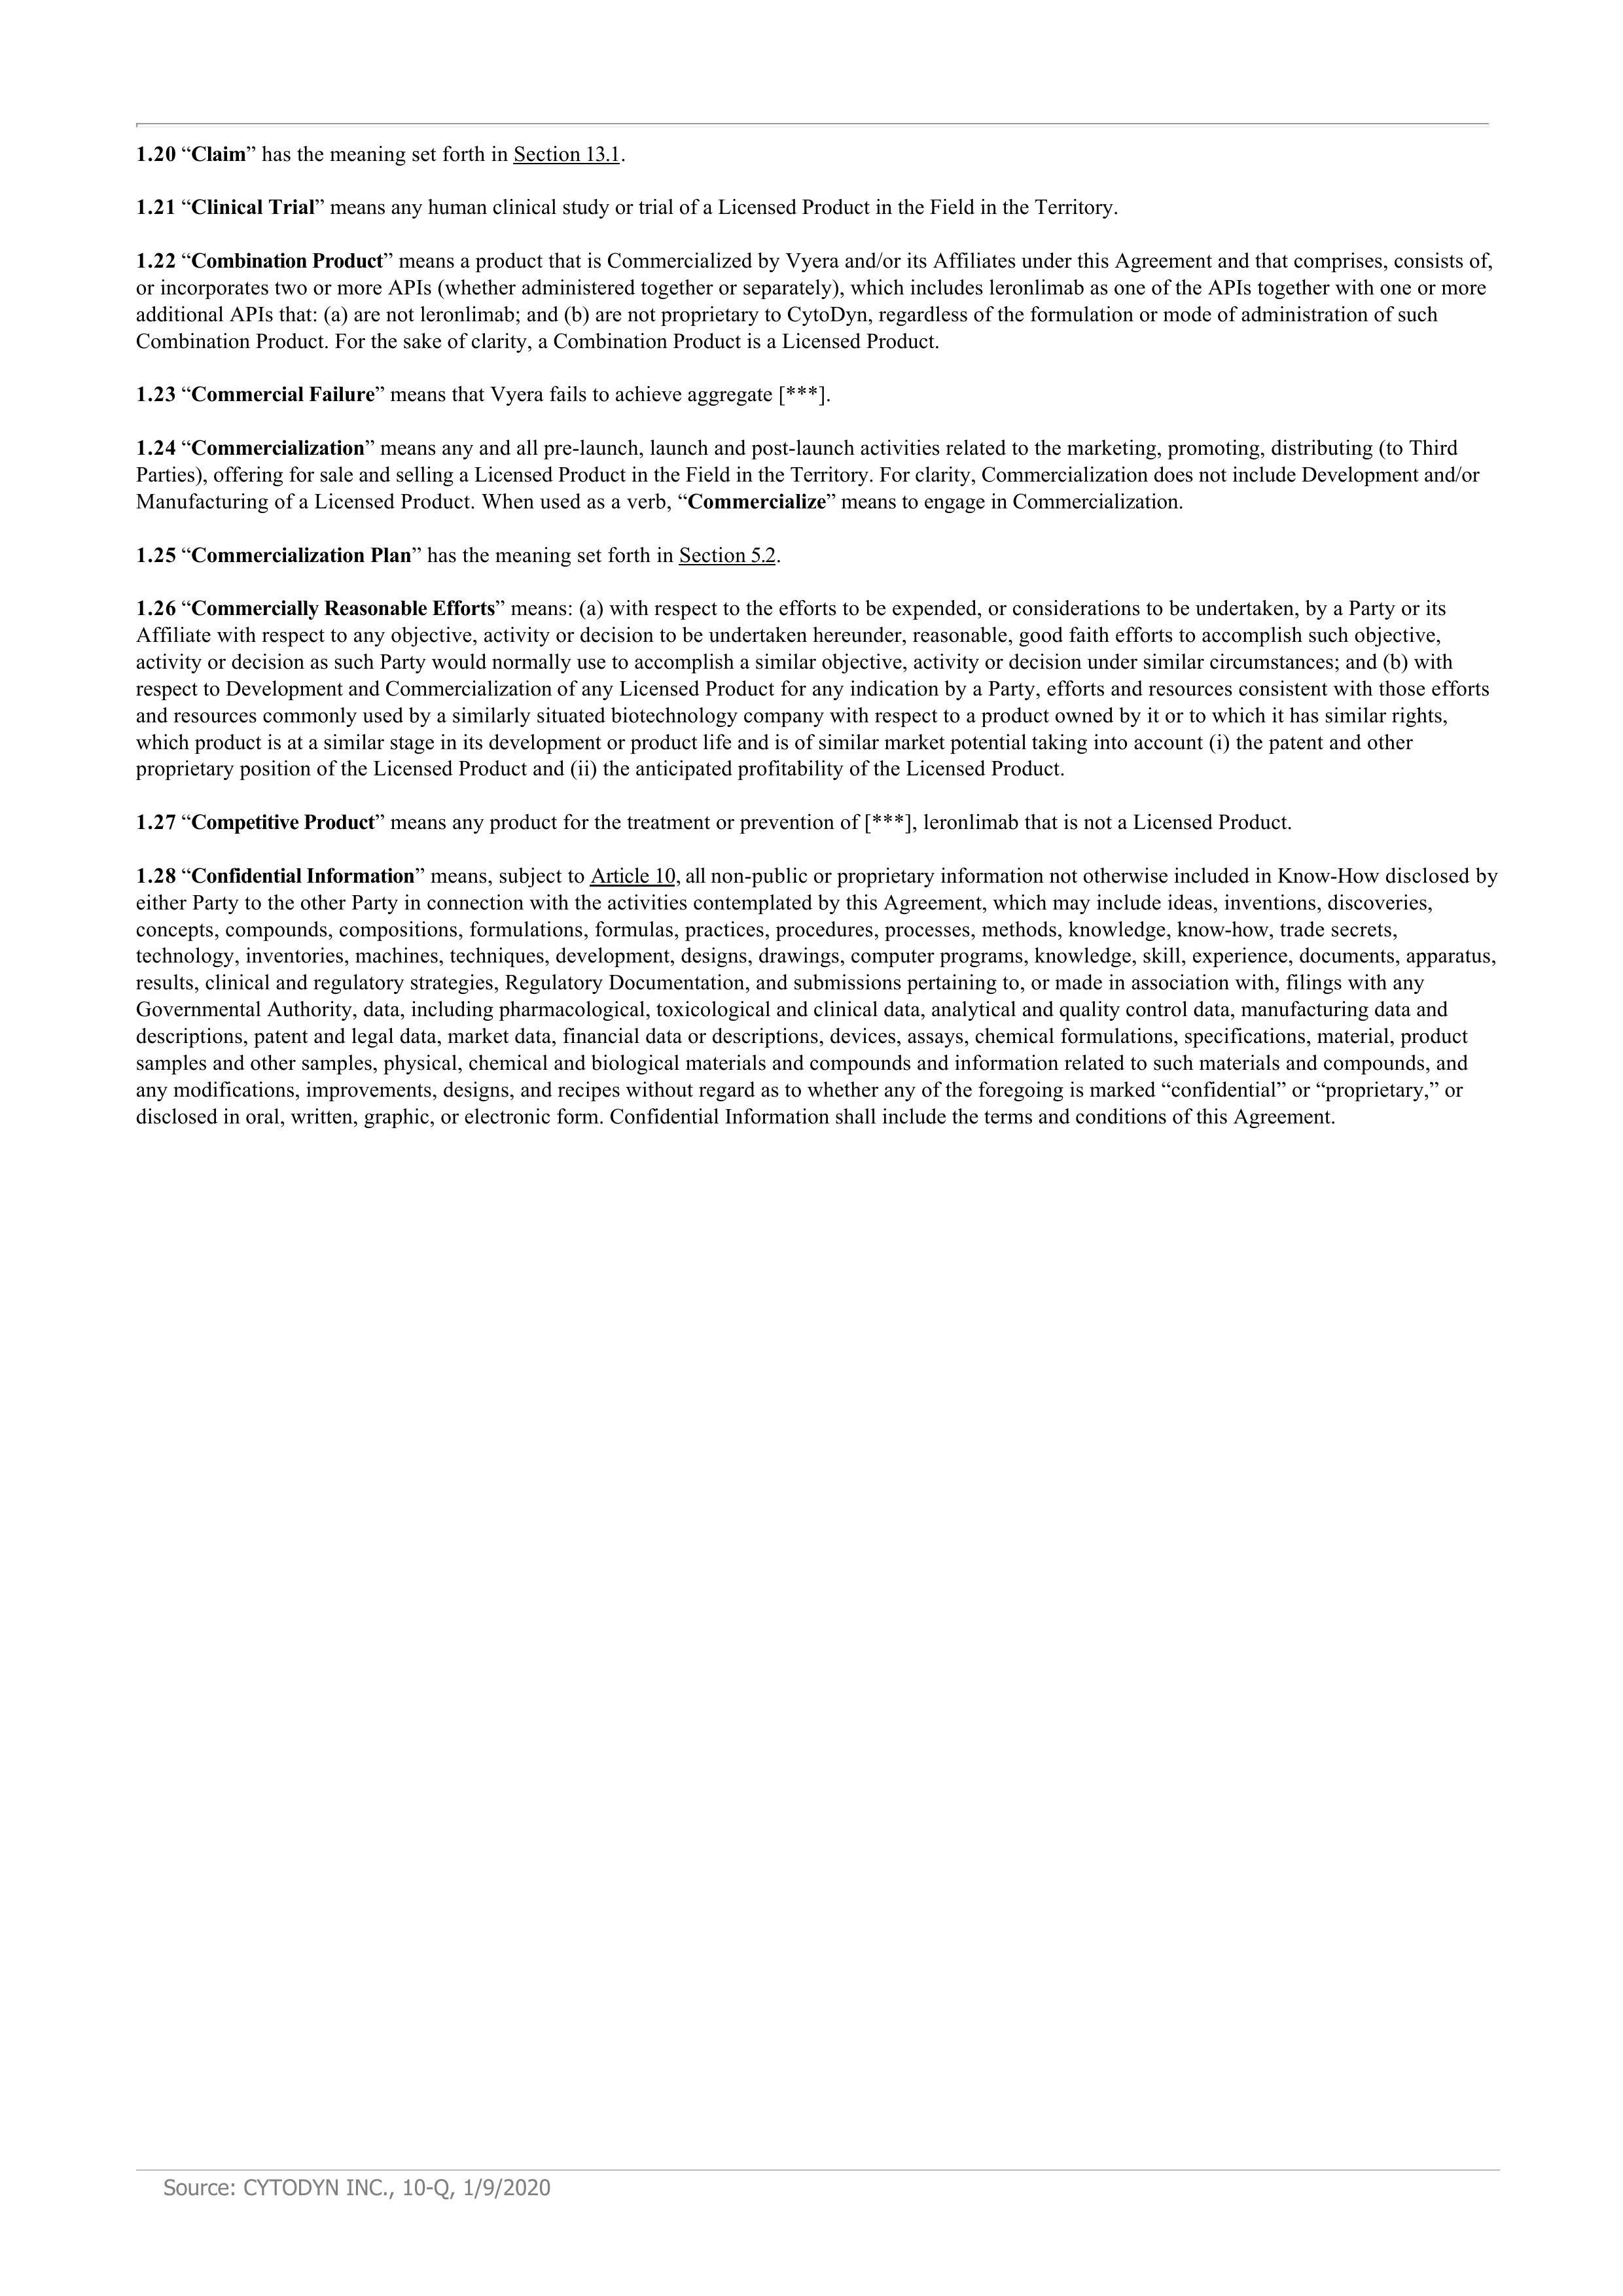 1.20 “Claim” has the meaning set forth in Section 13.1.
1.21 “Clinical Trial” means any human clinical study or trial of a Licensed Product in the Field in the Territory.
1.22 “Combination Product” means a product that is Commercialized by Vyera and/or its Affiliates under this Agreement and that comprises, consists of,
or incorporates two or more APIs (whether administered together or separately), which includes leronlimab as one of the APIs together with one or more
additional APIs that: (a) are not leronlimab; and (b) are not proprietary to CytoDyn, regardless of the formulation or mode of administration of such
Combination Product. For the sake of clarity, a Combination Product is a Licensed Product.
1.23 “Commercial Failure” means that Vyera fails to achieve aggregate [***].
1.24 “Commercialization” means any and all pre-launch, launch and post-launch activities related to the marketing, promoting, distributing (to Third
Parties), offering for sale and selling a Licensed Product in the Field in the Territory. For clarity, Commercialization does not include Development and/or
Manufacturing of a Licensed Product. When used as a verb, “Commercialize” means to engage in Commercialization.
1.25 “Commercialization Plan” has the meaning set forth in Section 5.2.
1.26 “Commercially Reasonable Efforts” means: (a) with respect to the efforts to be expended, or considerations to be undertaken, by a Party or its
Affiliate with respect to any objective, activity or decision to be undertaken hereunder, reasonable, good faith efforts to accomplish such objective,
activity or decision as such Party would normally use to accomplish a similar objective, activity or decision under similar circumstances; and (b) with
respect to Development and Commercialization of any Licensed Product for any indication by a Party, efforts and resources consistent with those efforts
and resources commonly used by a similarly situated biotechnology company with respect to a product owned by it or to which it has similar rights,
which product is at a similar stage in its development or product life and is of similar market potential taking into account (i) the patent and other
proprietary position of the Licensed Product and (ii) the anticipated profitability of the Licensed Product.
1.27 “Competitive Product” means any product for the treatment or prevention of [***], leronlimab that is not a Licensed Product.
1.28 “Confidential Information” means, subject to Article 10, all non-public or proprietary information not otherwise included in Know-How disclosed by
either Party to the other Party in connection with the activities contemplated by this Agreement, which may include ideas, inventions, discoveries,
concepts, compounds, compositions, formulations, formulas, practices, procedures, processes, methods, knowledge, know-how, trade secrets,
technology, inventories, machines, techniques, development, designs, drawings, computer programs, knowledge, skill, experience, documents, apparatus,
results, clinical and regulatory strategies, Regulatory Documentation, and submissions pertaining to, or made in association with, filings with any
Governmental Authority, data, including pharmacological, toxicological and clinical data, analytical and quality control data, manufacturing data and
descriptions, patent and legal data, market data, financial data or descriptions, devices, assays, chemical formulations, specifications, material, product
samples and other samples, physical, chemical and biological materials and compounds and information related to such materials and compounds, and
any modifications, improvements, designs, and recipes without regard as to whether any of the foregoing is marked “confidential” or “proprietary,” or
disclosed in oral, written, graphic, or electronic form. Confidential Information shall include the terms and conditions of this Agreement.
Source: CYTODYN INC., 10-Q, 1/9/2020